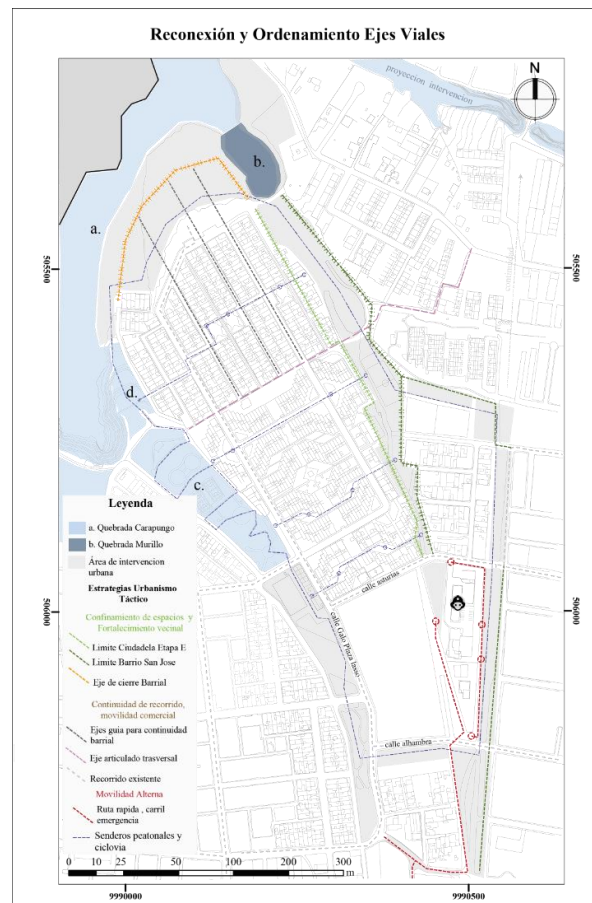 Reconexión y Ordenamiento Ejes Viales
proyeccion intervencion
N
b.
a.
505500
505500
d.
c.
Leyenda
a. Quebrada Carapungo
b. Quebrada Murillo
Área de intervencion
urbana
Estrategias Urbanismo
Táctico
Confinamiento de espacios y
Fortalecimiento vecinal
Limite Ciudadela Etapa E
Limite Barrio San Jose
Eje de cierre Barrial
Continuidad de recorrido,
movilidad comercial
Ejes guia para continuidad
barrial
Eje articulado trasversal
Recorrido existente
Movilidad Alterna
Ruta rapida , carril
emergencia
Senderos peatonales y
ciclovia
calle asturias
calle Galo Plaza lasso
calle alhambra
506000
506000
0 10 25 50 100 200 300
m
9990000
9990500